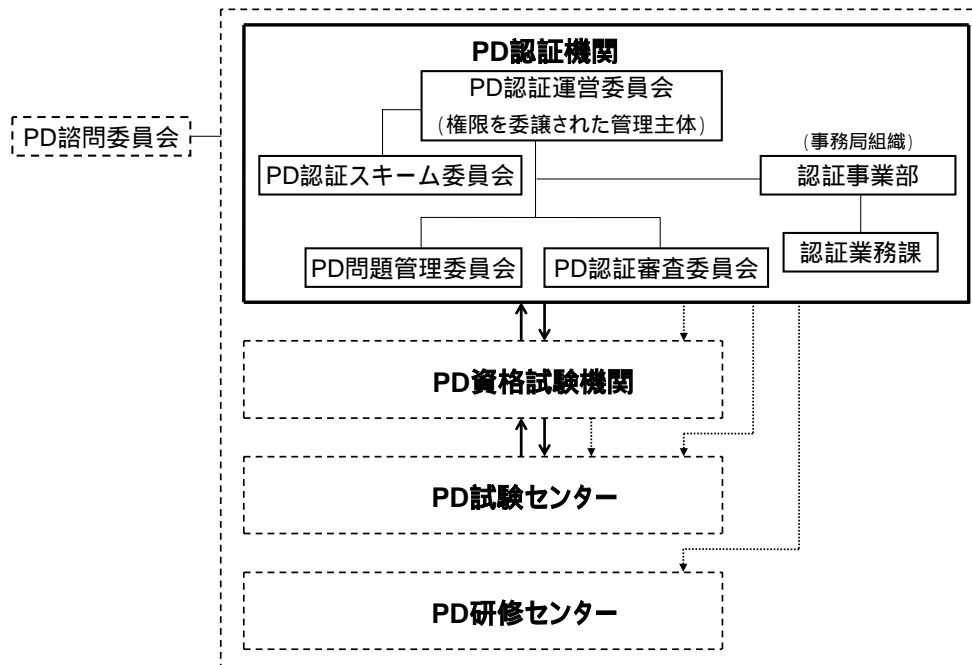 PD認証機関
PD認証運営委員会
(権限を委譲された管理主体)
PD諮問委員会
(事務局組織)
PD認証スキーム委員会
認証事業部
認証業務課
PD問題管理委員会
PD認証審査委員会
PD資格試験機関
PD試験センター
PD研修センター